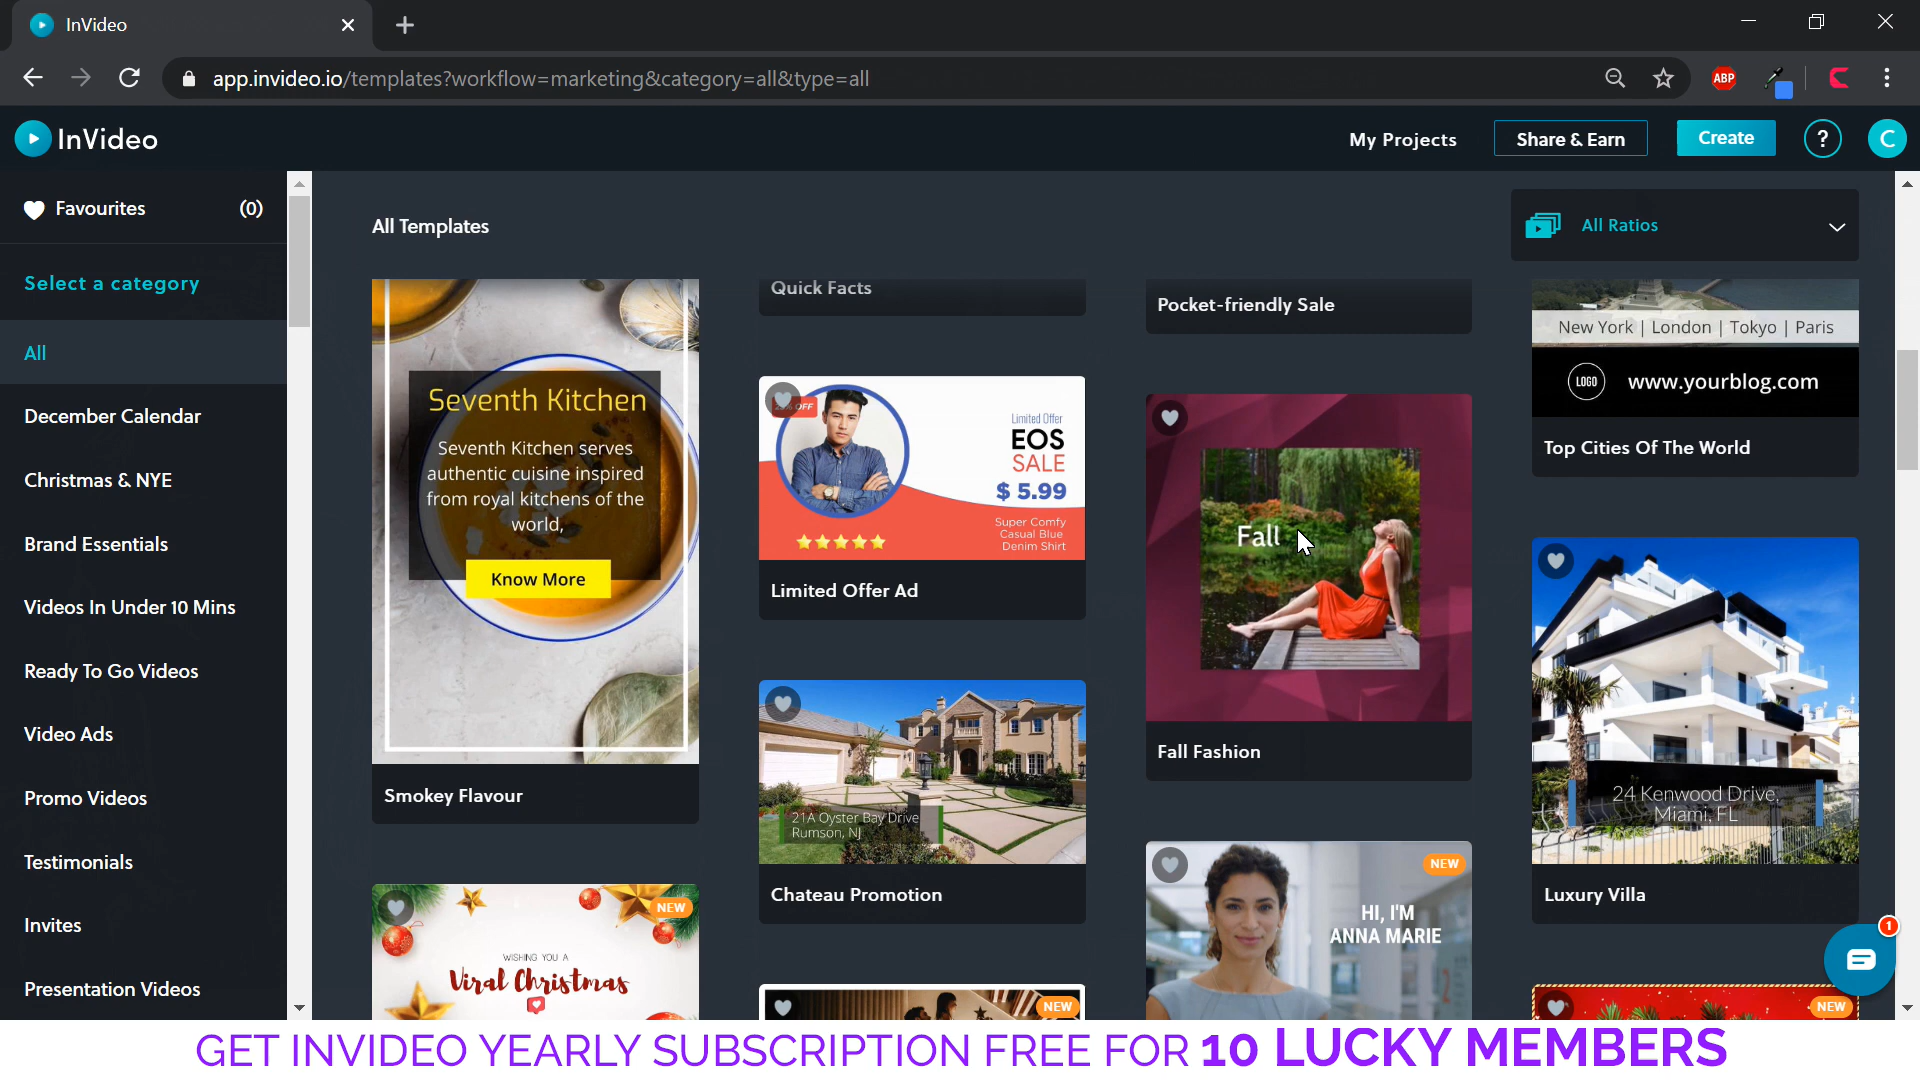 InVideo
app.invideo.io/templates?workflow=marketing&category=all&type=all
ABP
InVideo
My Projects
Share & Earn
Create
?
C
Favourites (0)
Select a category
All
December Calendar
Christmas & NYE
Brand Essentials
Videos In Under 10 Mins
Ready To Go Videos
Video Ads
Promo Videos
Testimonials
Invites
Presentation Videos
All Templates
All Ratios
Seventh Kitchen
Seventh Kitchen serves
authentic cuisine inspired
from royal kitchens of the
world,
Know More
Smokey Flavour
NEW
WISHING YOU A
Viral Christmas
Quick Facts
OFF
Limited Offer
EOS
SALE
$ 5.99
Super Comfy
Casual Blue
Denim Shirt
Limited Offer Ad
21A Oyster Bay Drive
Rumson, NJ
Chateau Promotion
NEW
Pocket-friendly Sale
Fall
Fall Fashion
NEW
HI, I'M
ANNA MARIE
New York | London | Tokyo | Paris
LOGO
www.yourblog.com
Top Cities Of The World
24 Kenwood Drive,
Miami, FL
Luxury Villa
1
NEW
GET INVIDEO YEARLY SUBSCRIPTION FREE FOR 10 LUCKY MEMBERS